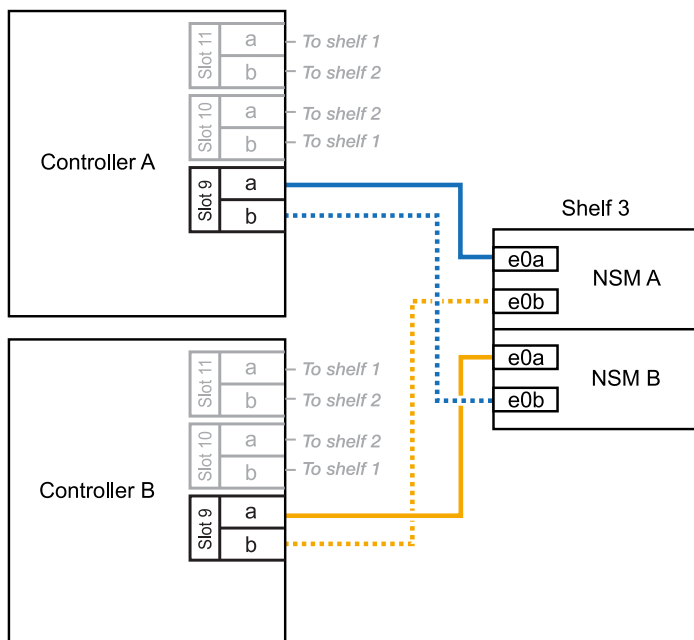 Controller A
Slot 11
a
To shelf 1
b
To shelf 2
Slot 10
a
To shelf 2
b
To shelf 1
Slot 9
a
b
Shelf 3
e0a
NSM A
e0b
e0a
NSM B
e0b
Controller B
Slot 11
a
To shelf 1
b
To shelf 2
Slot 10
a
To shelf 2
b
To shelf 1
Slot 9
a
b